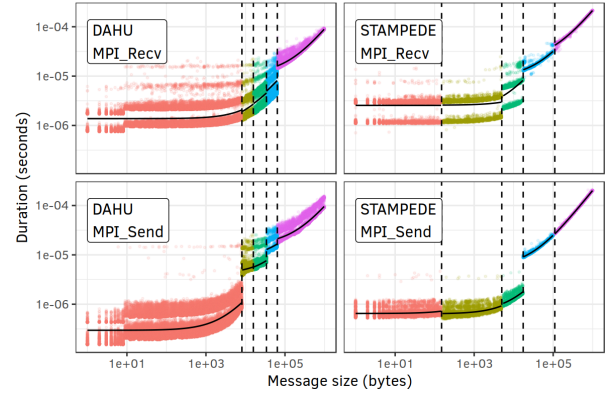 DAHU
MPI_Recv
STAMPEDE
MPI_Recv
1e−04
1e−05
1e−06
DAHU
MPI_Send
STAMPEDE
MPI_Send
1e−04
1e−05
1e−06
Duration (seconds)
1e+01 1e+03 1e+05 1e+01 1e+03 1e+05
Message size (bytes)